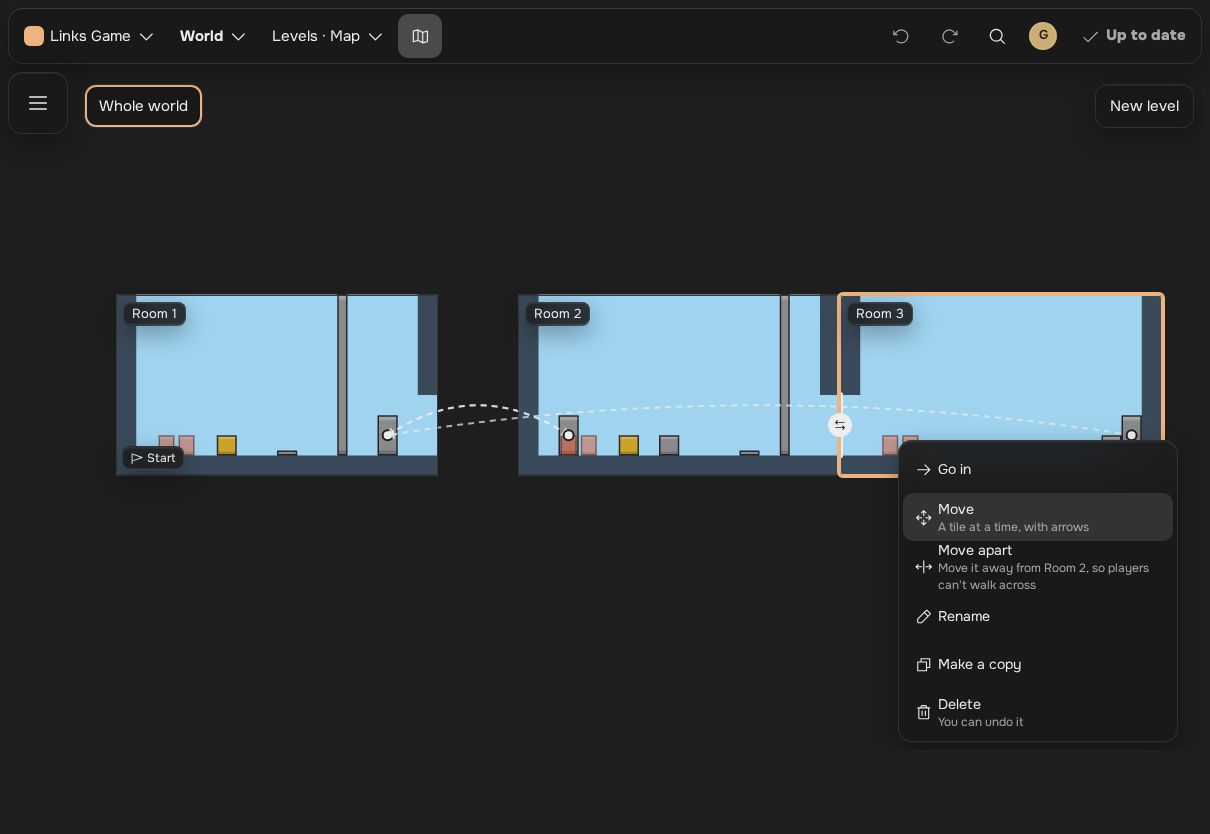 Links Game
World
Levels · Map
G
Up to date
Whole world
New level
Room 1
Room 2
Room 3
Start
Go in
Move
A tile at a time, with arrows
Move apart
Move it away from Room 2, so players
can't walk across
Rename
Make a copy
Delete
You can undo it